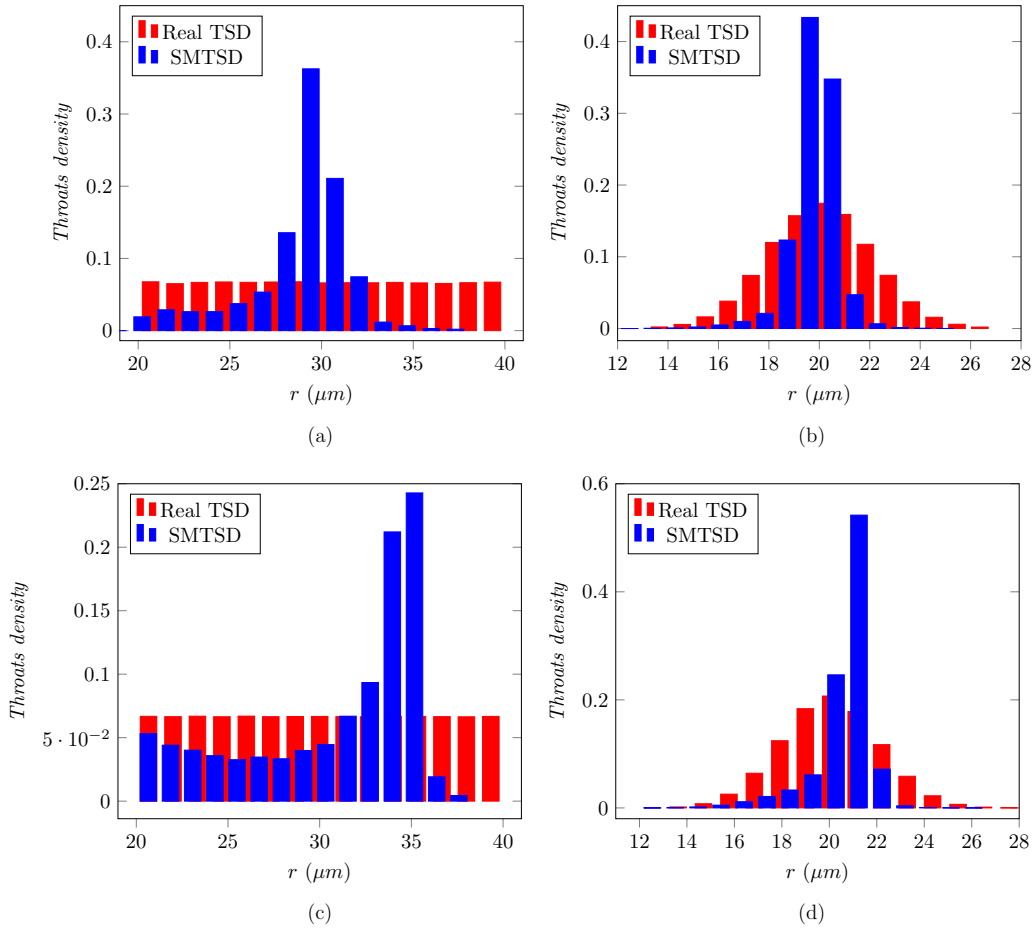 Real TSD
SMTSD
0.4
0.3
0.2
0.1
0
Throats density
20 25 30 35 40
r (μm)
(a)
Real TSD
SMTSD
0.4
0.3
0.2
0.1
0
Throats density
12 14 16 18 20 22 24 26 28
r (μm)
(b)
Real TSD
SMTSD
0.25
0.2
0.15
0.1
5 · 10⁻²
0
Throats density
20 25 30 35 40
r (μm)
(c)
Real TSD
SMTSD
0.6
0.4
0.2
0
Throats density
12 14 16 18 20 22 24 26 28
r (μm)
(d)